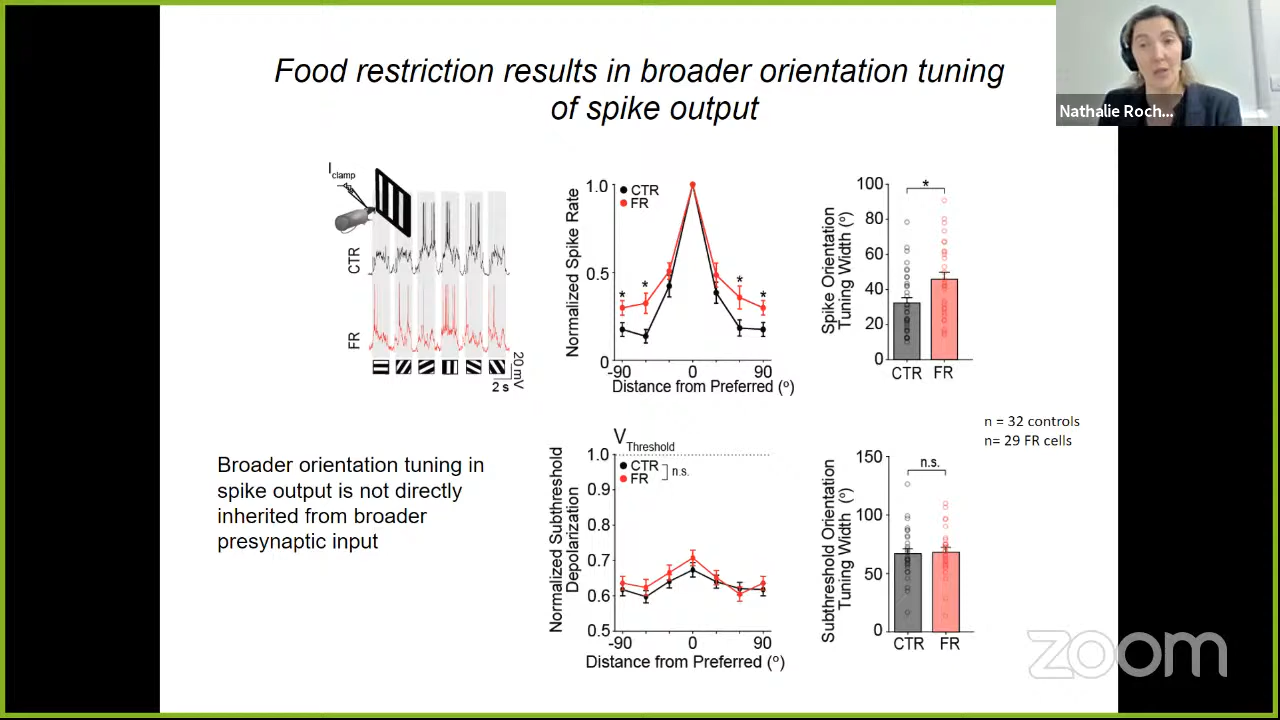 Food restriction results in broader orientation tuning
of spike output
Nathalie Roch...
I clamp
CTR
FR
20 mV
2 s
Normalized Spike Rate
1.0
0.5
0
CTR
FR
* * * *
-90 0 90
Distance from Preferred (º)
Spike Orientation
Tuning Width (º)
100
80
60
40
20
0
*
CTR FR
n = 32 controls
n= 29 FR cells
Broader orientation tuning in
spike output is not directly
inherited from broader
presynaptic input
V Threshold
Normalized Subthreshold
Depolarization
1.0
0.9
0.8
0.7
0.6
0.5
CTR
FR
n.s.
-90 0 90
Distance from Preferred (º)
Subthreshold Orientation
Tuning Width (º)
150
100
50
0
n.s.
CTR FR
zoom